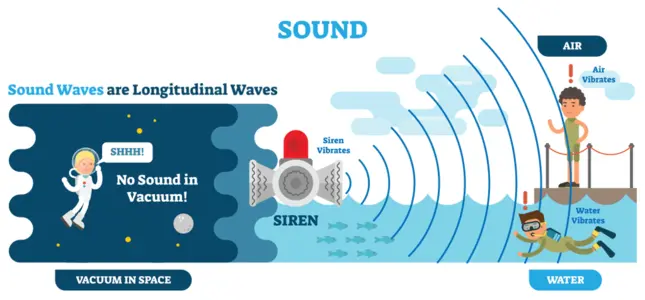 SOUND
AIR
Air
Vibrates
Sound Waves are Longitudinal Waves
SHHH!
No Sound in
Vacuum!
Siren
Vibrates
SIREN
Water
Vibrates
VACUUM IN SPACE
WATER